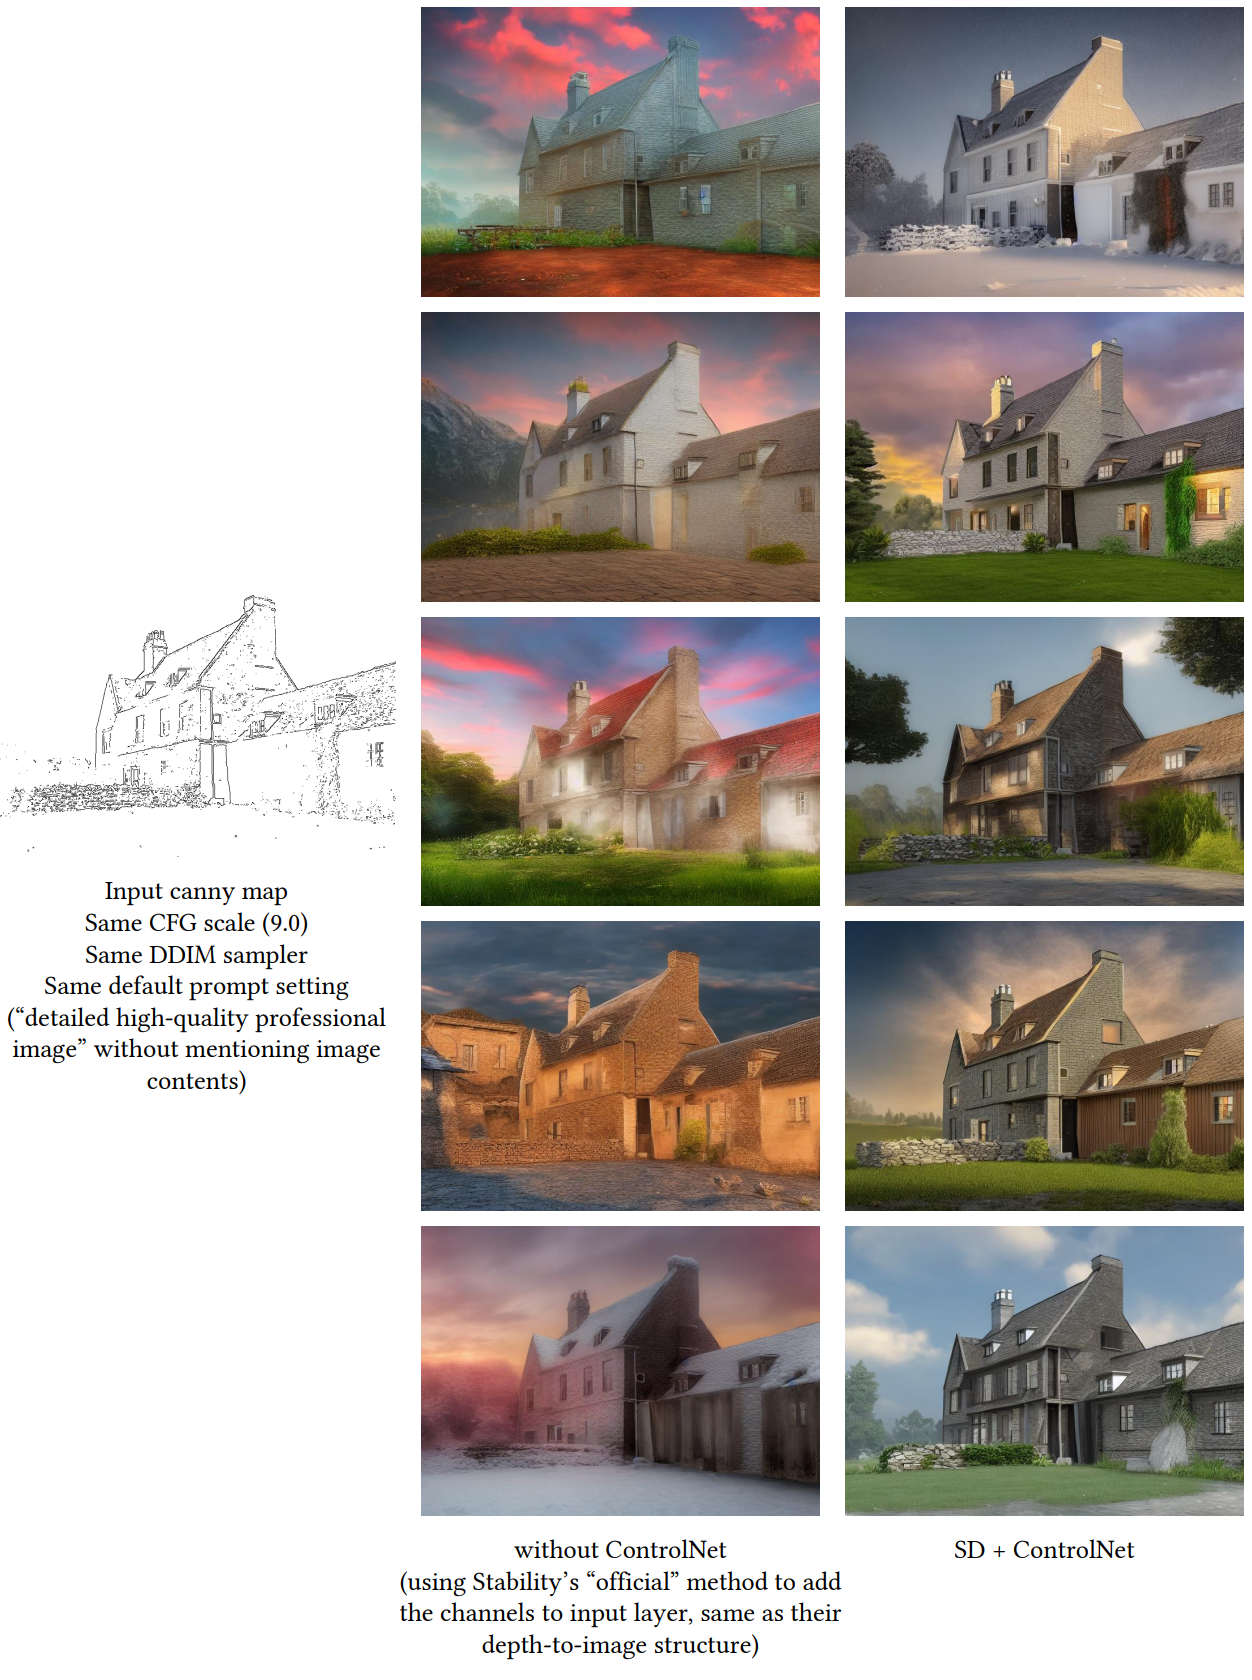 Input canny map
Same CFG scale (9.0)
Same DDIM sampler
Same default prompt setting
(“detailed high-quality professional
image” without mentioning image
contents)
without ControlNet
(using Stability’s “official” method to add
the channels to input layer, same as their
depth-to-image structure)
SD + ControlNet